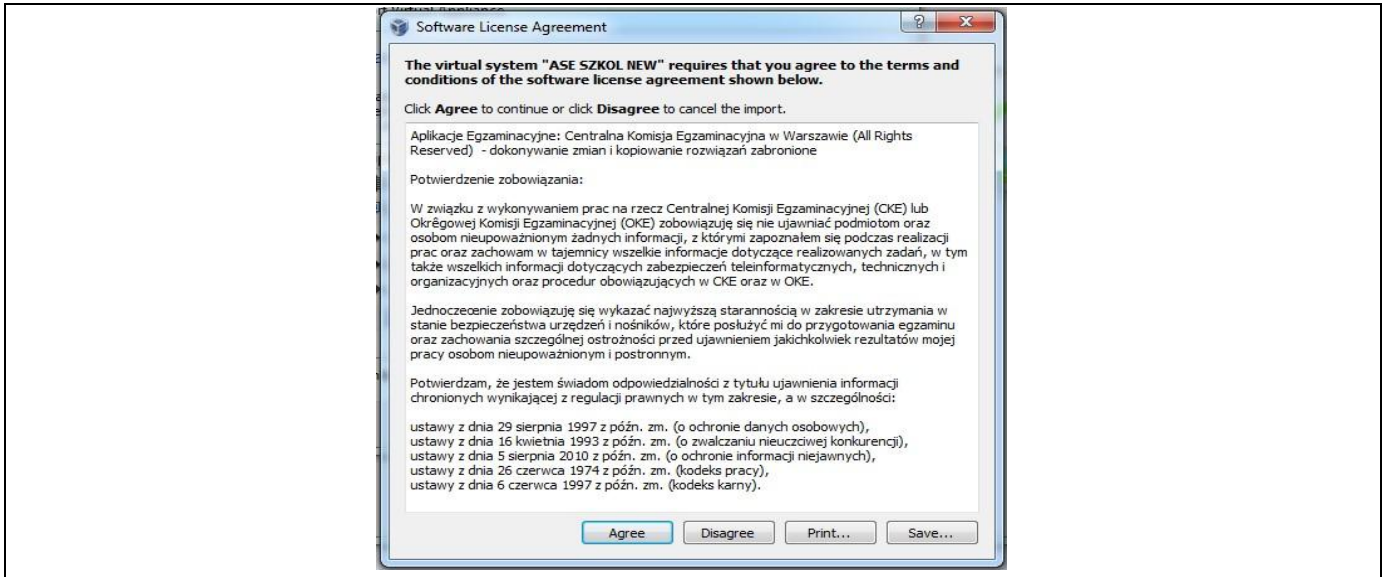 Software License Agreement
The virtual system "ASE SZKOL NEW" requires that you agree to the terms and
conditions of the software license agreement shown below.
Click Agree to continue or click Disagree to cancel the import.
Aplikacje Egzaminacyjne: Centralna Komisja Egzaminacyjna w Warszawie (All Rights
Reserved) - dokonywanie zmian i kopiowanie rozwiązań zabronione
Potwierdzenie zobowiązania:
W związku z wykonywaniem prac na rzecz Centralnej Komisji Egzaminacyjnej (CKE) lub
Okrêgowej Komisji Egzaminacyjnej (OKE) zobowiązuję się nie ujawniać podmiotom oraz
osobom nieupoważnionym żadnych informacji, z którymi zapoznałem się podczas realizacji
prac oraz zachowam w tajemnicy wszelkie informacje dotyczące realizowanych zadań, w tym
także wszelkich informacji dotyczących zabezpieczeń teleinformatycznych, technicznych i
organizacyjnych oraz procedur obowiązujących w CKE oraz w OKE.
Jednoczeœnie zobowiązuję się wykazać najwyższą starannością w zakresie utrzymania w
stanie bezpieczeństwa urzędzeń i nośników, które posłużyć mi do przygotowania egzaminu
oraz zachowania szczególnej ostrożności przed ujawnieniem jakichkolwiek rezultatów mojej
pracy osobom nieupoważnionym i postronnym.
Potwierdzam, że jestem świadom odpowiedzialności z tytułu ujawnienia informacji
chronionych wynikającej z regulacji prawnych w tym zakresie, a w szczególności:
ustawy z dnia 29 sierpnia 1997 z późn. zm. (o ochronie danych osobowych),
ustawy z dnia 16 kwietnia 1993 z późn. zm. (o zwalczaniu nieuczciwej konkurencji),
ustawy z dnia 5 sierpnia 2010 z późn. zm. (o ochronie informacji niejawnych),
ustawy z dnia 26 czerwca 1974 z późn. zm. (kodeks pracy),
ustawy z dnia 6 czerwca 1997 z późn. zm. (kodeks karny).
Agree Disagree Print... Save...